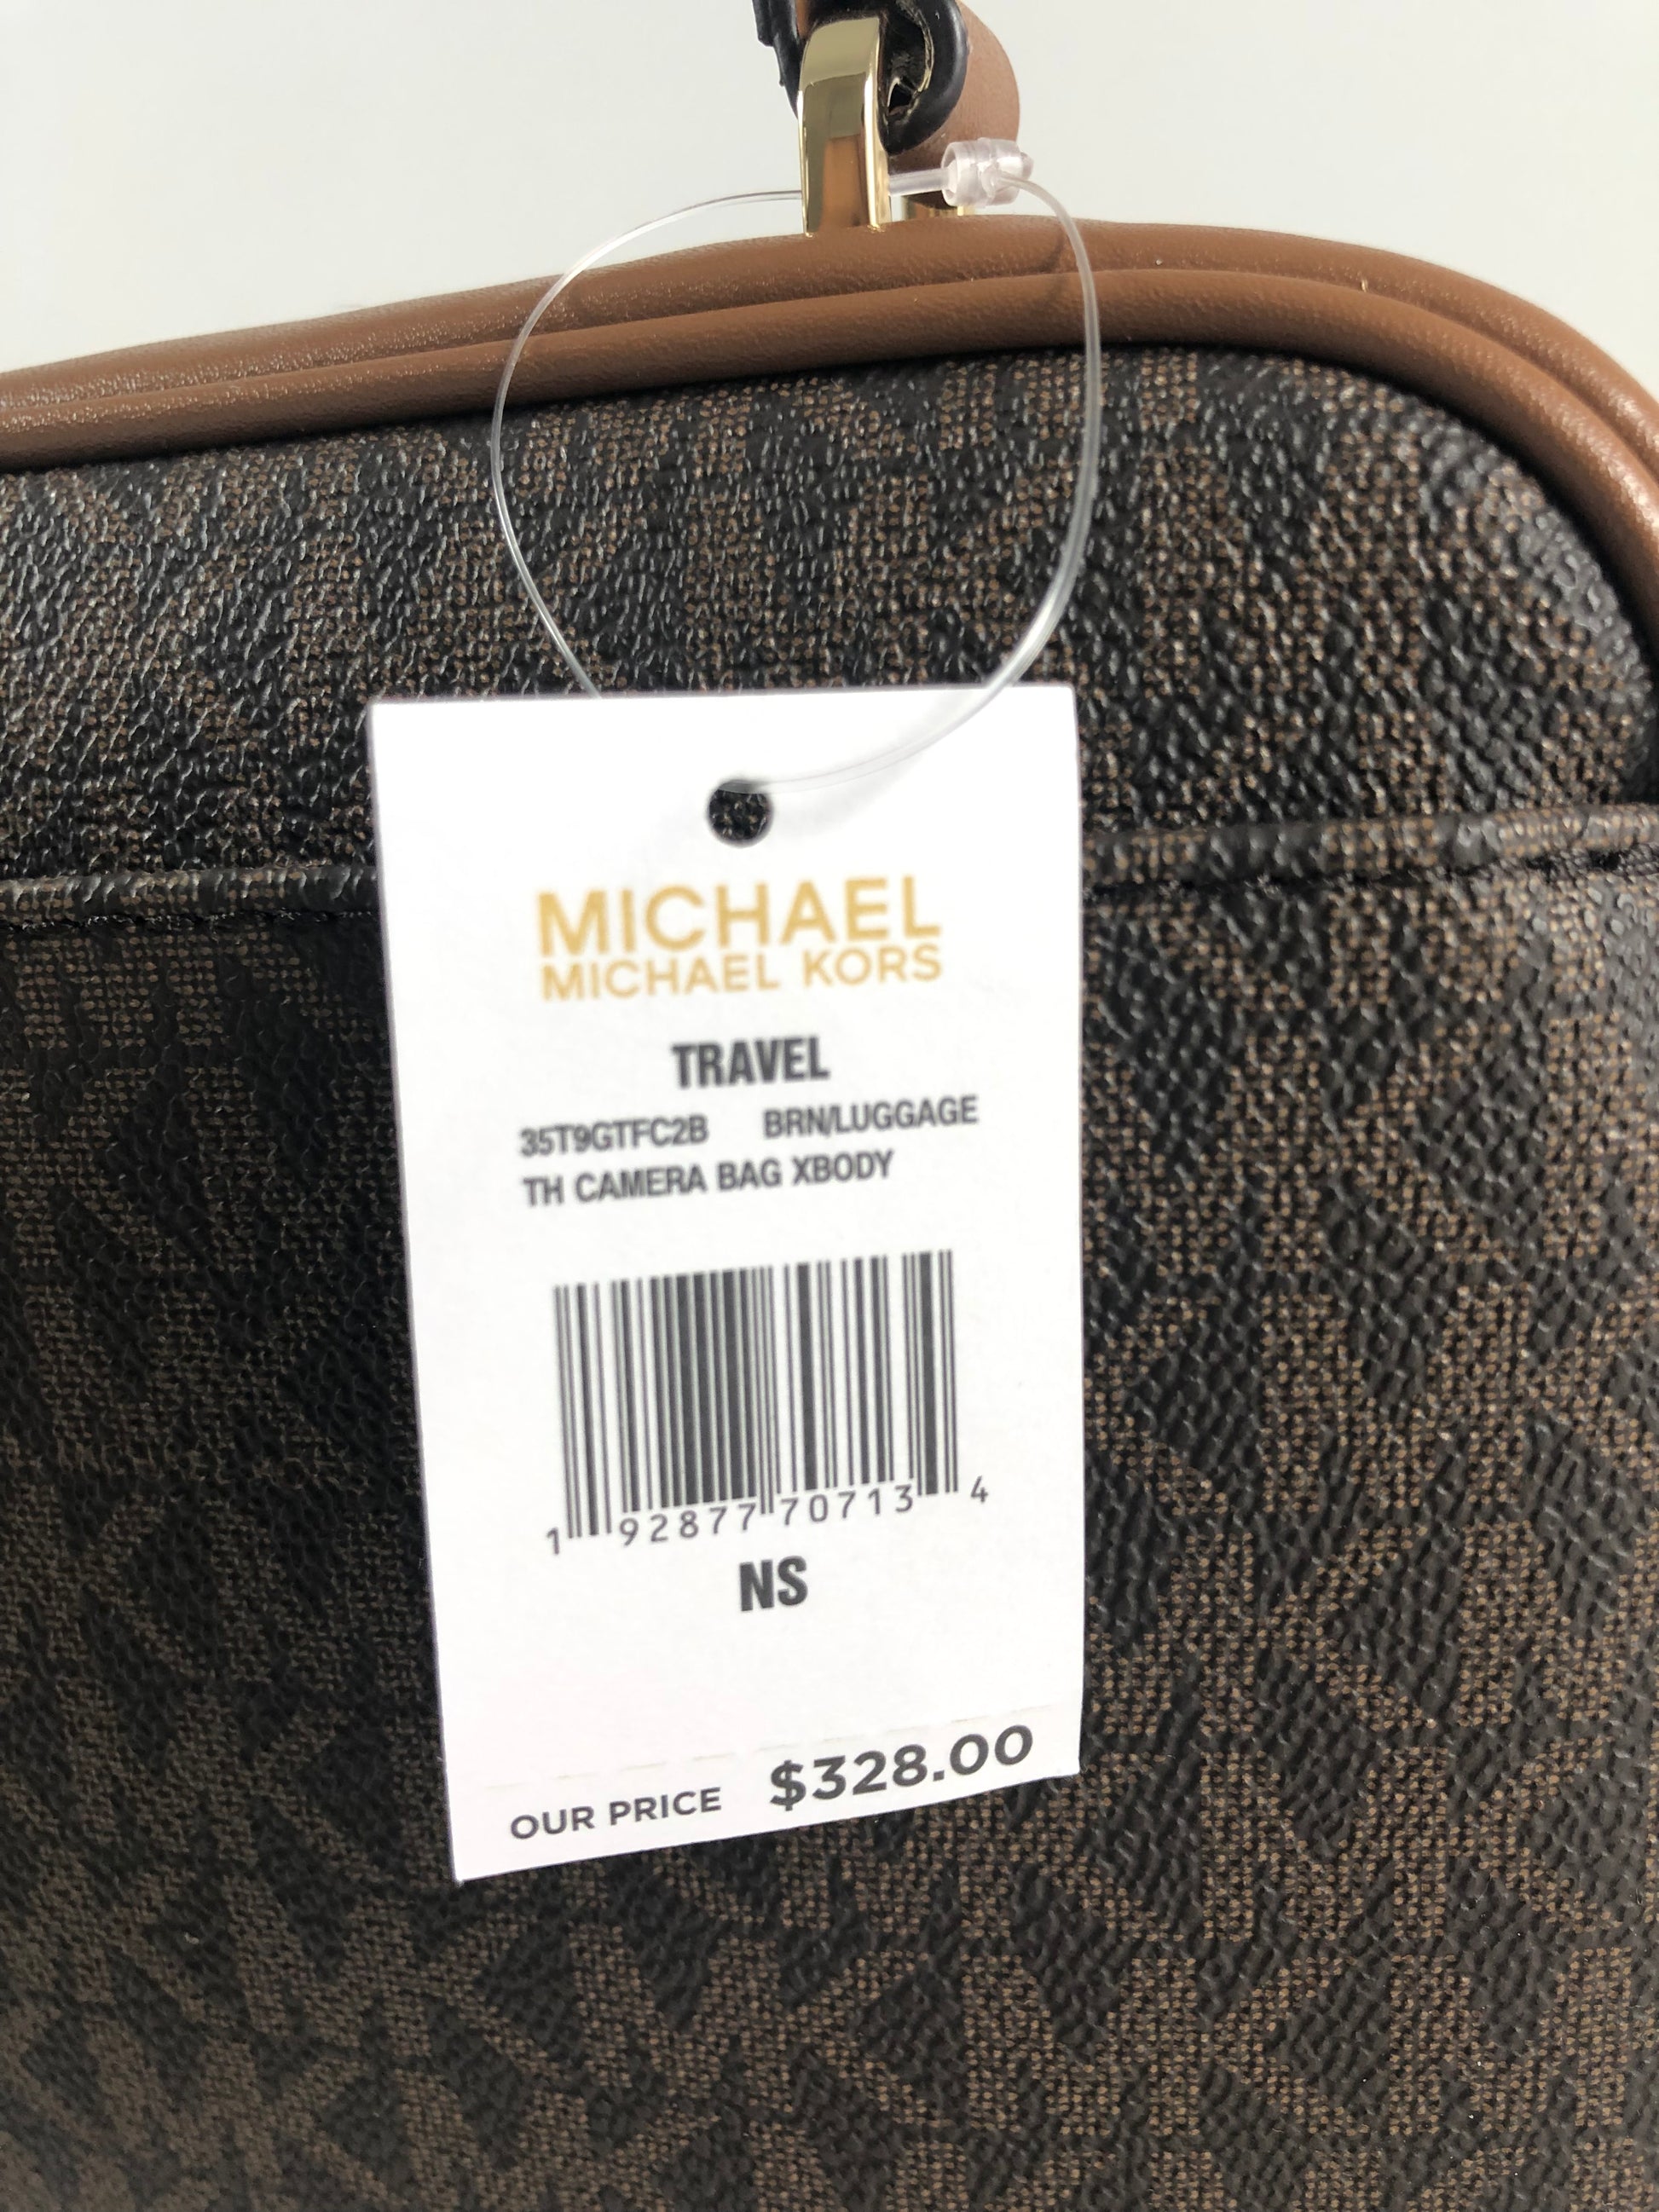 MICHAEL
MICHAEL KORS
TRAVEL
35T9GTFC2B BRN/LUGGAGE
TH CAMERA BAG XBODY
1 92877 70713 4
NS
OUR PRICE $328.00